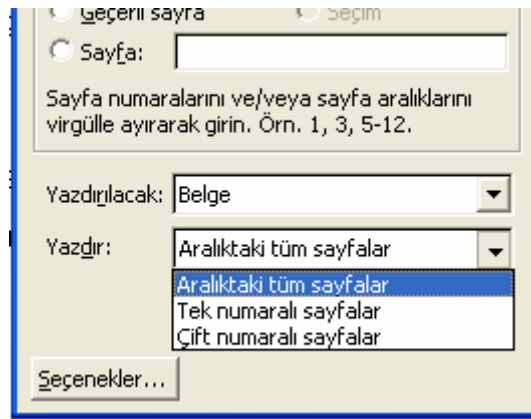 Geçerli sayfa Seçim
Sayfa:
Sayfa numaralarını ve/veya sayfa aralıklarını
virgülle ayırarak girin. Örn. 1, 3, 5-12.
Yazdırılacak: Belge
Yazdır: Aralıktaki tüm sayfalar
Aralıktaki tüm sayfalar
Tek numaralı sayfalar
Çift numaralı sayfalar
Seçenekler...